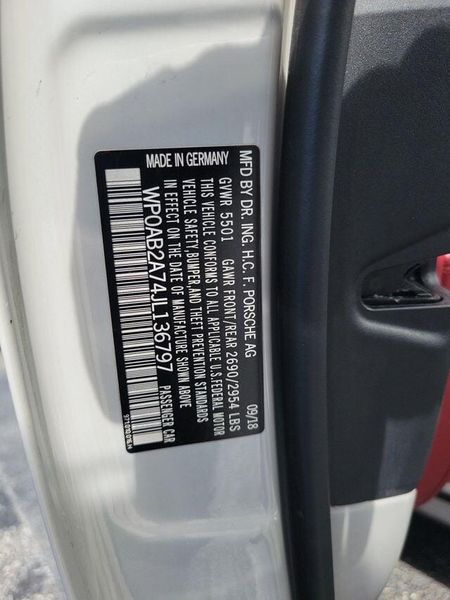 MFD BY DR. ING. H.C. F. PORSCHE AG
MADE IN GERMANY 09/18
GVWR 5501 GAWR FRONT/REAR 2690/2954 LBS
THIS VEHICLE CONFORMS TO ALL APPLICABLE U.S. FEDERAL MOTOR
VEHICLE SAFETY, BUMPER, AND THEFT PREVENTION STANDARDS
IN EFFECT ON THE DATE OF MANUFACTURE SHOWN ABOVE
WP0AB2A74JL136797 PASSENGER CAR